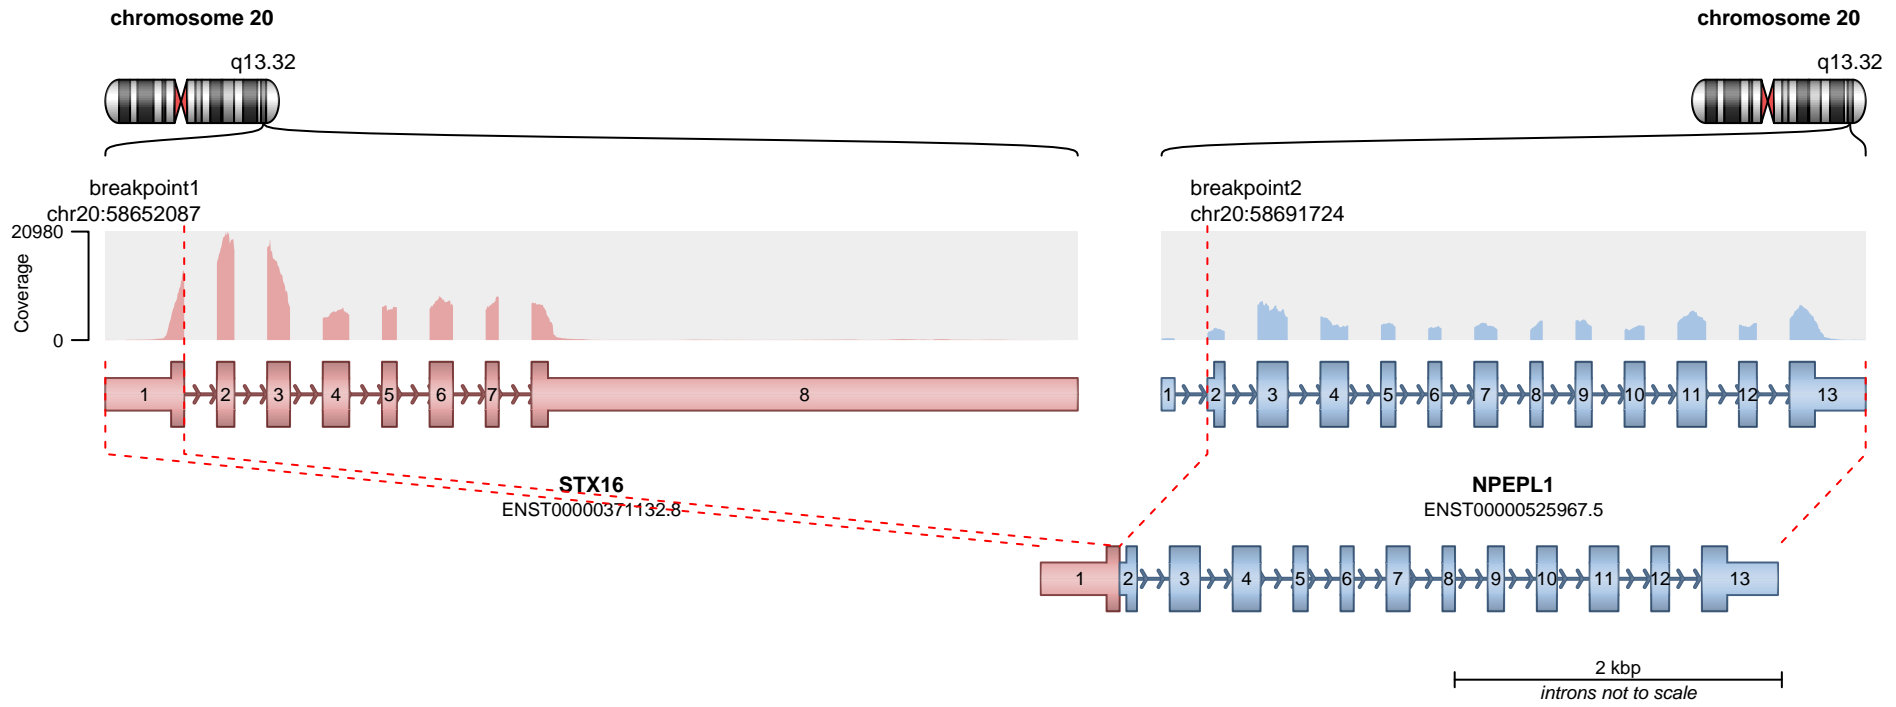 chromosome 20
chromosome 20
q13.32
q13.32
breakpoint1
chr20:58652087
breakpoint2
chr20:58691724
20980
Coverage
0
1 2 3 4 5 6 7 8
1 2 3 4 5 6 7 8 9 10 11 12 13
STX16
ENST00000371132.8
NPEPL1
ENST00000525967.5
1 2 3 4 5 6 7 8 9 10 11 12 13
2 kbp
introns not to scale